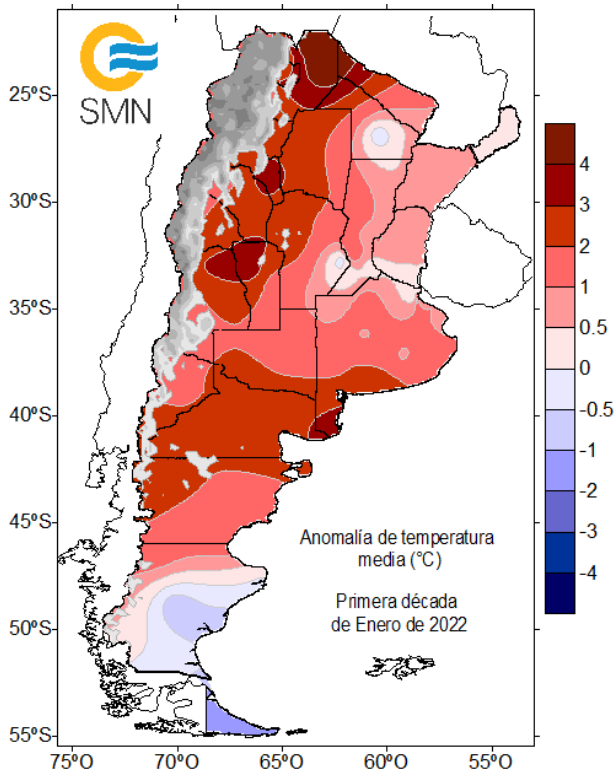 SMN
25ºS
30ºS
35ºS
40ºS
45ºS
50ºS
55ºS
75ºO 70ºO 65ºO 60ºO 55ºO
4
3
2
1
0.5
0
-0.5
-1
-2
-3
-4
Anomalía de temperatura
media (°C)
Primera década
de Enero de 2022